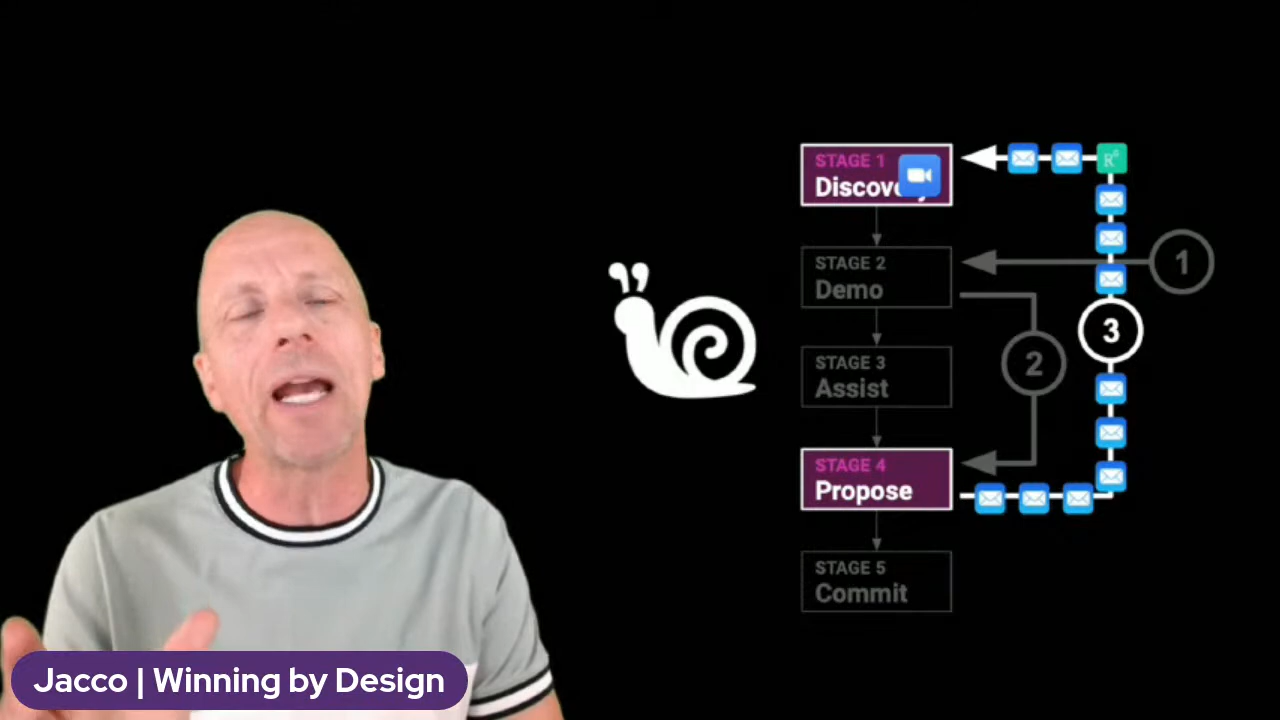 STAGE 1
Discovery
STAGE 2
Demo
1
STAGE 3
Assist
2
3
STAGE 4
Propose
STAGE 5
Commit
Jacco | Winning by Design